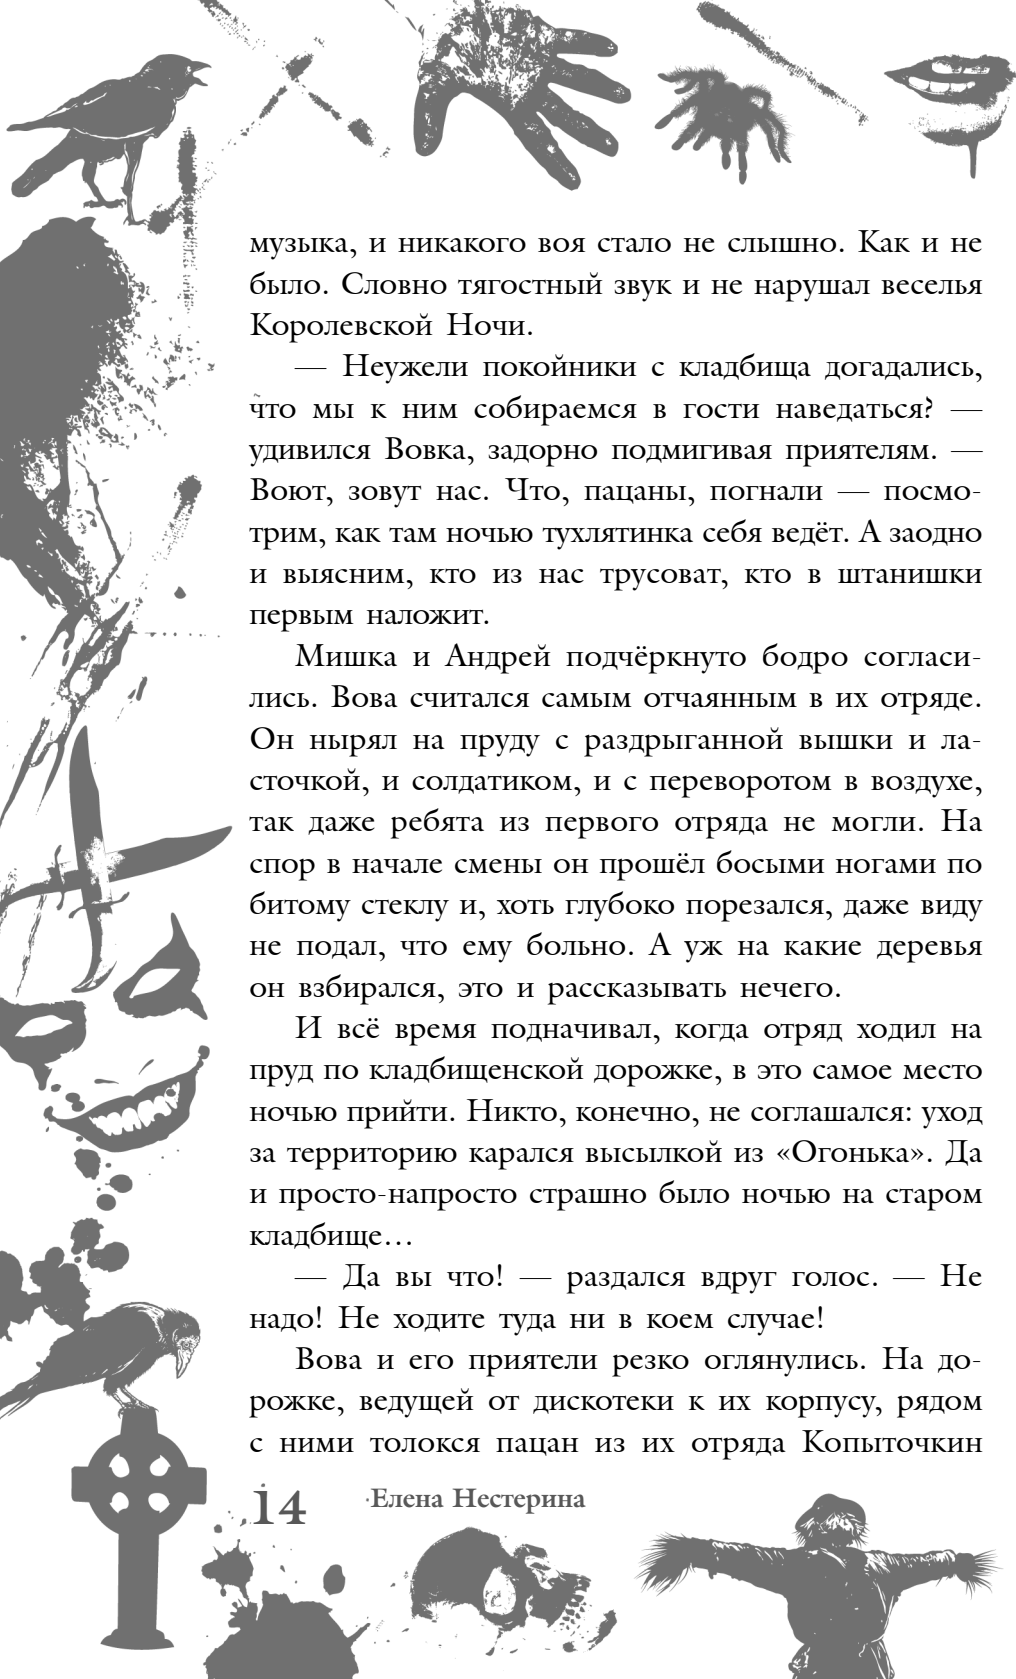 музыка, и никакого воя стало не слышно. Как и не
было. Словно тягостный звук и не нарушал веселья
Королевской Ночи.
— Неужели покойники с кладбища догадались,
что мы к ним собираемся в гости наведаться? —
удивился Вовка, задорно подмигивая приятелям. —
Воют, зовут нас. Что, пацаны, погнали — посмо-
трим, как там ночью тухлятинка себя ведёт. А заодно
и выясним, кто из нас трусоват, кто в штанишки
первым наложит.
Мишка и Андрей подчёркнуто бодро согласи-
лись. Вова считался самым отчаянным в их отряде.
Он нырял на пруду с раздрыганной вышки и ла-
сточкой, и солдатиком, и с переворотом в воздухе,
так даже ребята из первого отряда не могли. На
спор в начале смены он прошёл босыми ногами по
битому стеклу и, хоть глубоко порезался, даже виду
не подал, что ему больно. А уж на какие деревья
он взбирался, это и рассказывать нечего.
И всё время подначивал, когда отряд ходил на
пруд по кладбищенской дорожке, в это самое место
ночью прийти. Никто, конечно, не соглашался: уход
за территорию карался высылкой из «Огонька». Да
и просто-напросто страшно было ночью на старом
кладбище…
— Да вы что! — раздался вдруг голос. — Не
надо! Не ходите туда ни в коем случае!
Вова и его приятели резко оглянулись. На до-
рожке, ведущей от дискотеки к их корпусу, рядом
с ними толокся пацан из их отряда Копыточкин
14 Елена Нестерина